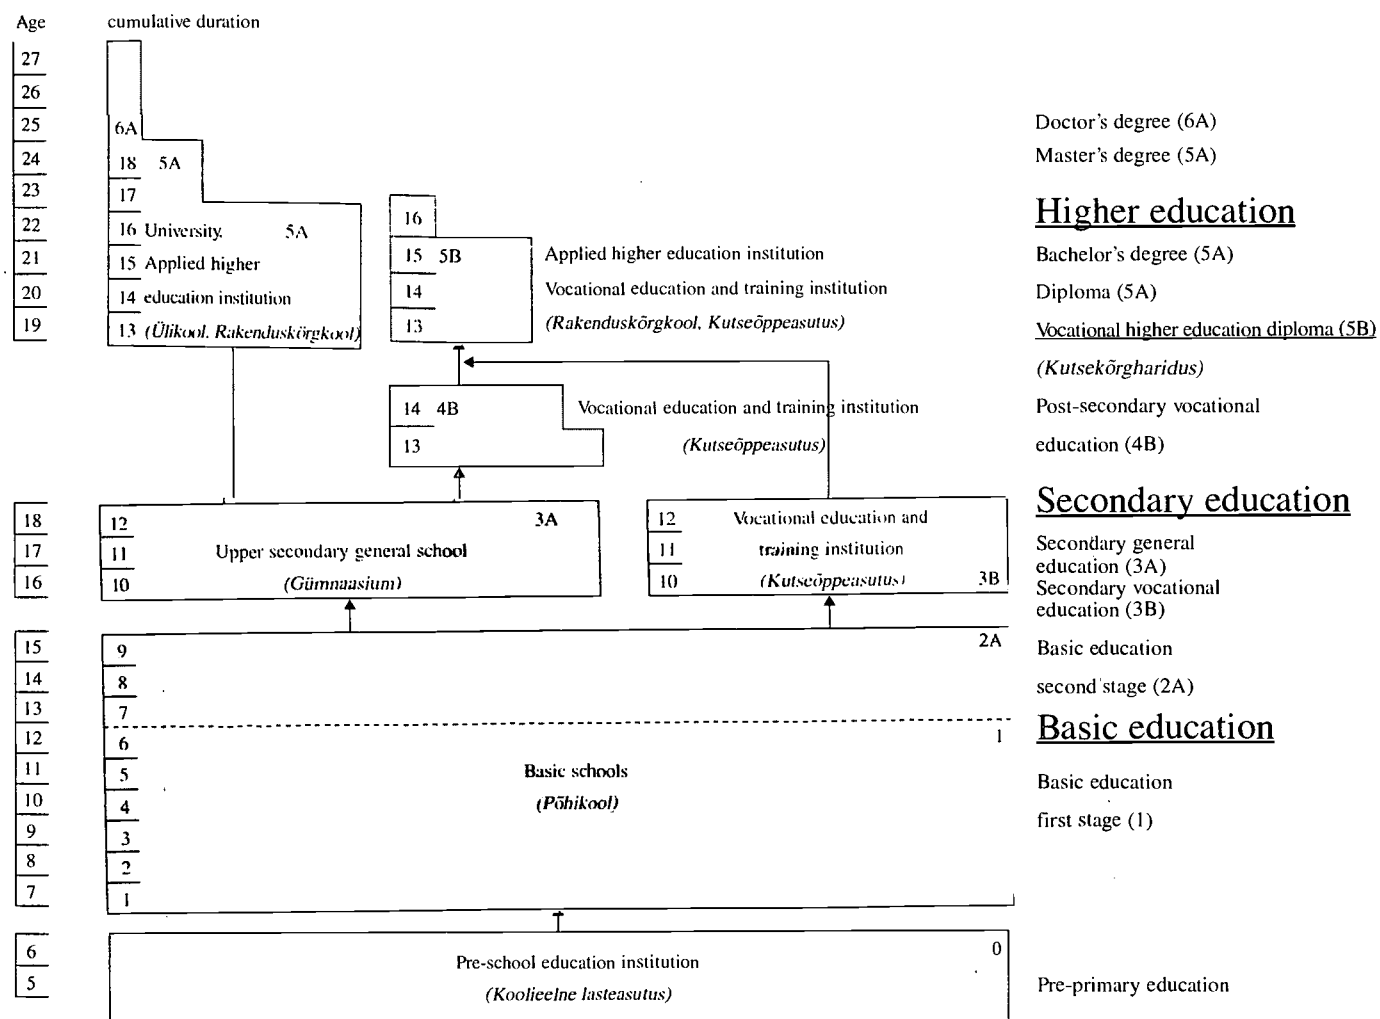 Age cumulative duration
27
26
25 6A Doctor's degree (6A)
24 18 5A Master's degree (5A)
23 17
Higher education
22 16 University. 5A 16
21 15 Applied higher 15 5B Applied higher education institution Bachelor's degree (5A)
20 14 education institution 14 Vocational education and training institution Diploma (5A)
19 13 (Ülikool. Rakenduskõrgkool) 13 (Rakenduskõrgkool, Kutseõppeasutus) Vocational higher education diploma (5B)
(Kutsekõrgharidus)
14 4B Vocational education and training institution Post-secondary vocational
13 (Kutseõppeasutus) education (4B)
Secondary education
18 12 3A 12 Vocational education and
17 11 Upper secondary general school 11 training institution Secondary general
education (3A)
16 10 (Gümnaasium) 10 (Kutseõppeasutus) 3B Secondary vocational
education (3B)
15 9 2A Basic education
14 8 second stage (2A)
13 7
Basic education
12 6 1
11 5 Basic schools Basic education
10 4 (Põhikool)
9 3 first stage (1)
8 2
7 1
6 0
Pre-school education institution
5 (Koolieelne lasteasutus) Pre-primary education